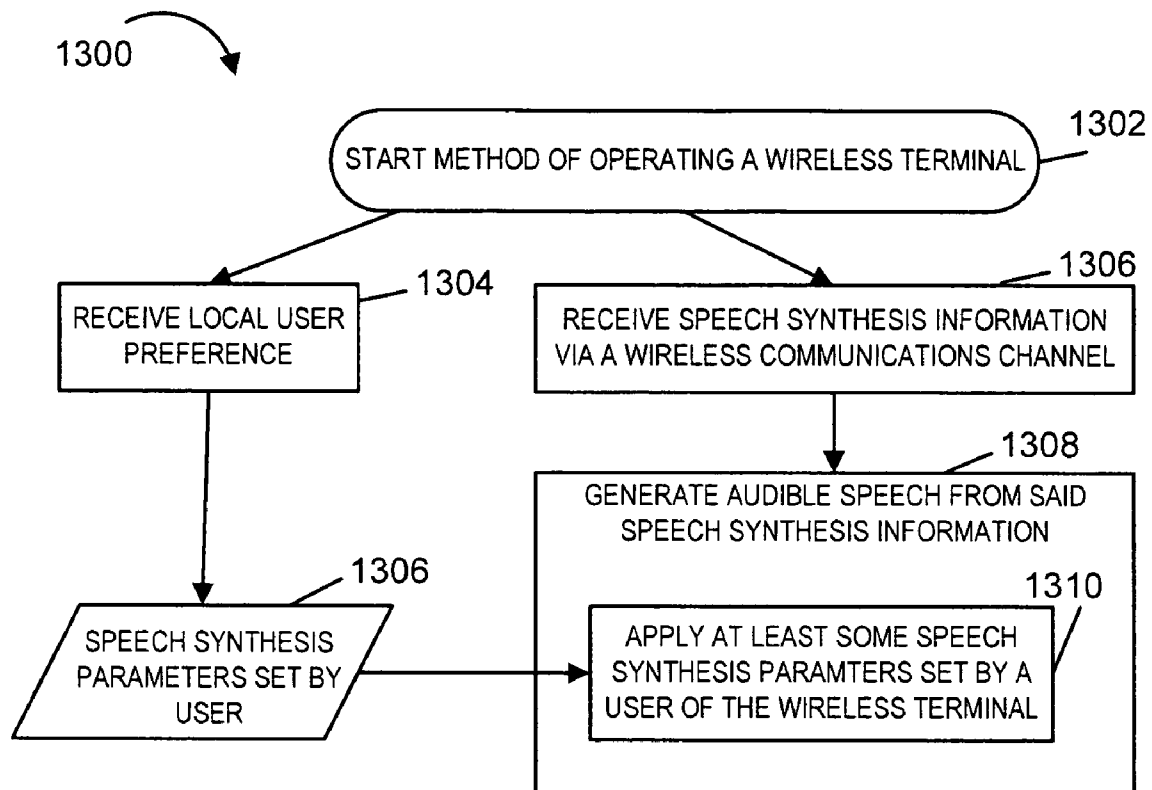 1300
1302
START METHOD OF OPERATING A WIRELESS TERMINAL
1304
RECEIVE LOCAL USER
PREFERENCE
1306
RECEIVE SPEECH SYNTHESIS INFORMATION
VIA A WIRELESS COMMUNICATIONS CHANNEL
1308
GENERATE AUDIBLE SPEECH FROM SAID
SPEECH SYNTHESIS INFORMATION
1306
SPEECH SYNTHESIS
PARAMETERS SET BY
USER
1310
APPLY AT LEAST SOME SPEECH
SYNTHESIS PARAMTERS SET BY A
USER OF THE WIRELESS TERMINAL